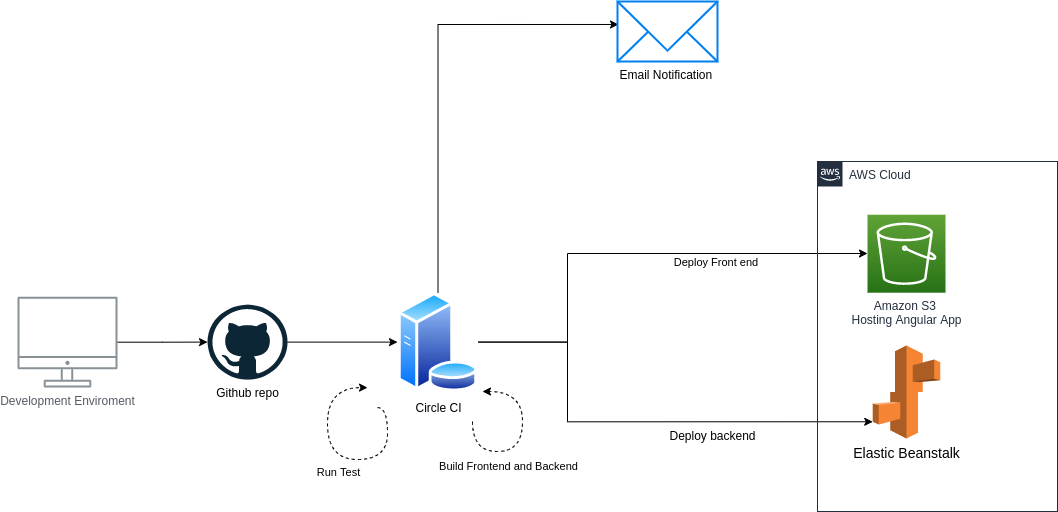 Email Notification
aws
AWS Cloud
Deploy Front end
Amazon S3
Hosting Angular App
Development Enviroment
Github repo
Circle CI
Run Test
Build Frontend and Backend
Deploy backend
Elastic Beanstalk